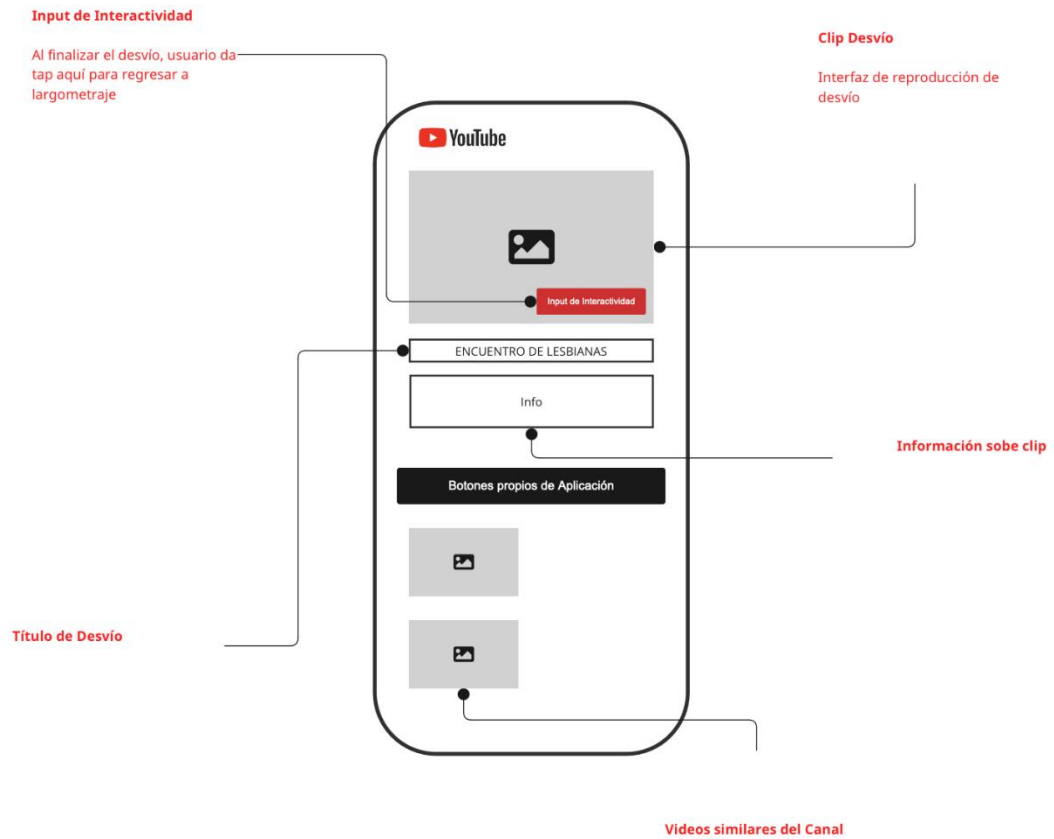 Input de Interactividad
Al finalizar el desvío, usuario da
tap aquí para regresar a
largometraje
Clip Desvío
Interfaz de reproducción de
desvío
YouTube
Input de Interactividad
ENCUENTRO DE LESBIANAS
Info
Información sobe clip
Botones propios de Aplicación
Título de Desvío
Videos similares del Canal